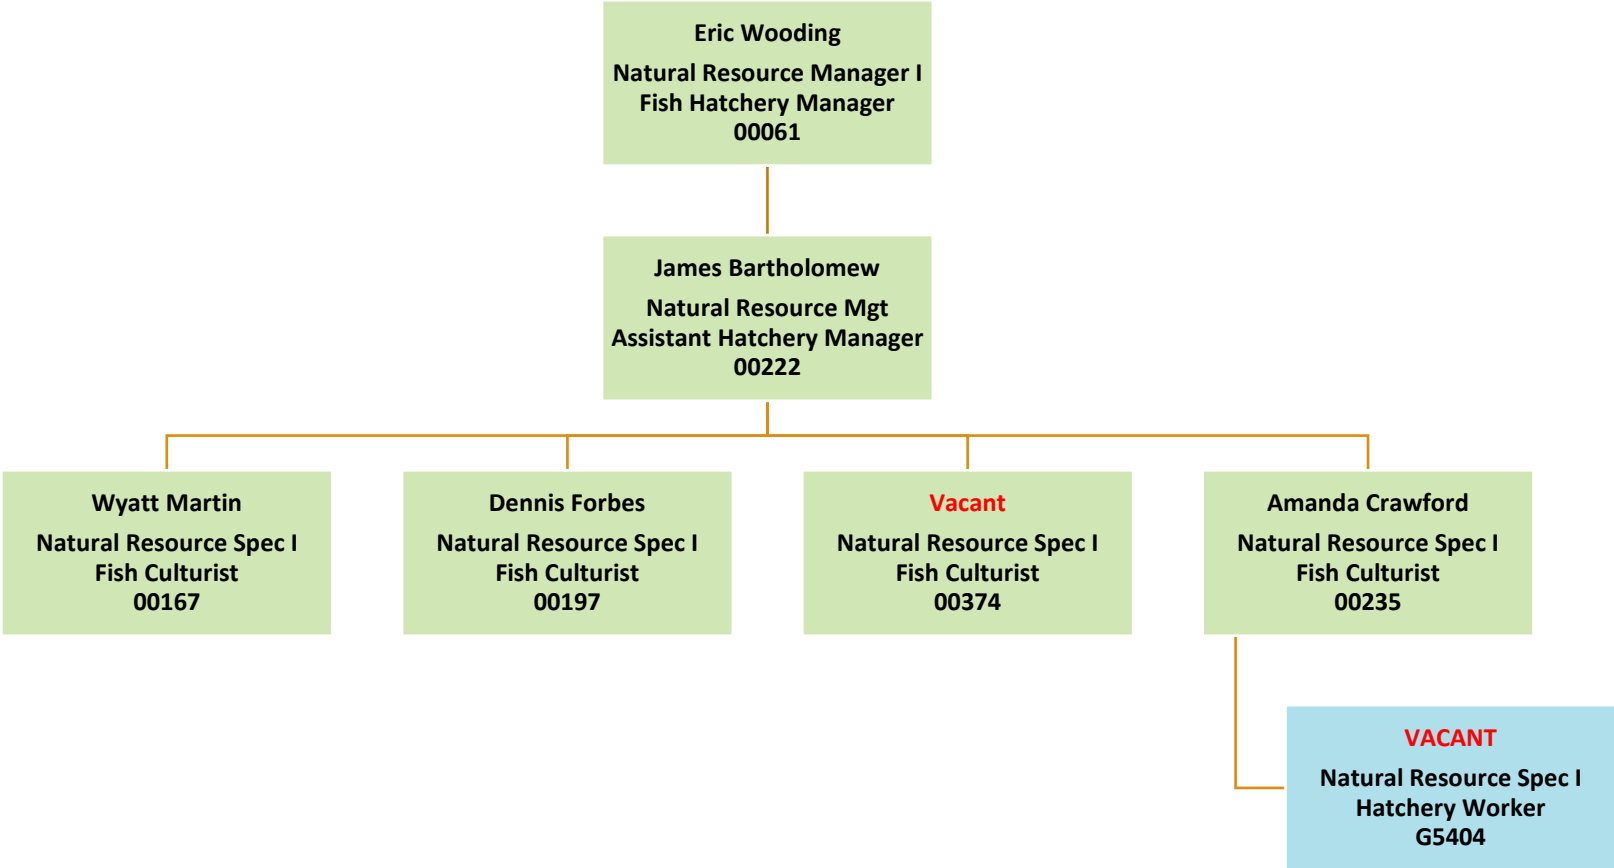 Eric Wooding
Natural Resource Manager I
Fish Hatchery Manager
00061
James Bartholomew
Natural Resource Mgt
Assistant Hatchery Manager
00222
Wyatt Martin
Natural Resource Spec I
Fish Culturist
00167
Dennis Forbes
Natural Resource Spec I
Fish Culturist
00197
Vacant
Natural Resource Spec I
Fish Culturist
00374
Amanda Crawford
Natural Resource Spec I
Fish Culturist
00235
VACANT
Natural Resource Spec I
Hatchery Worker
G5404